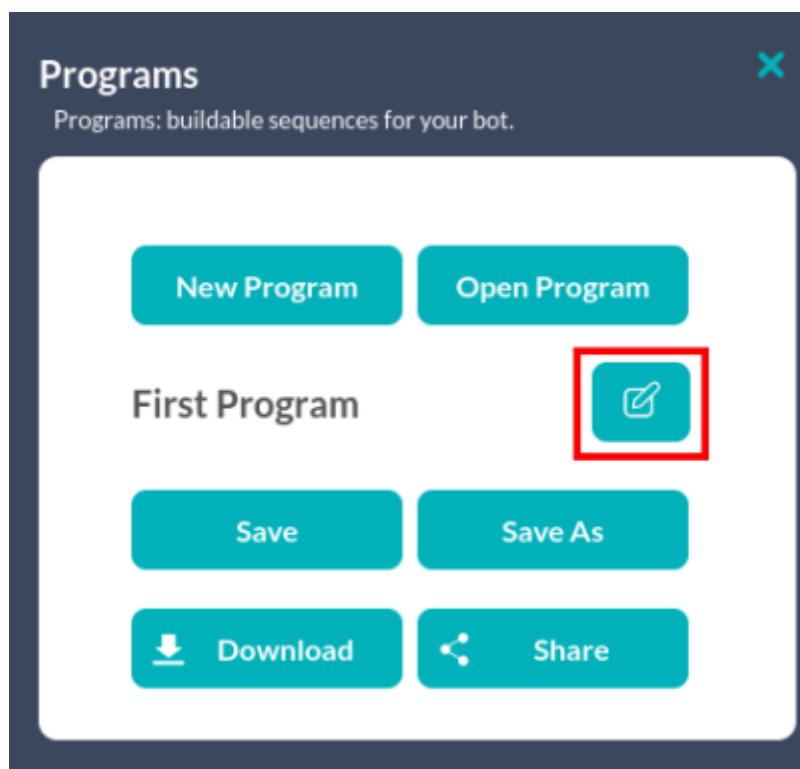 Programs
Programs: buildable sequences for your bot.
New Program
Open Program
First Program
Save
Save As
Download
Share